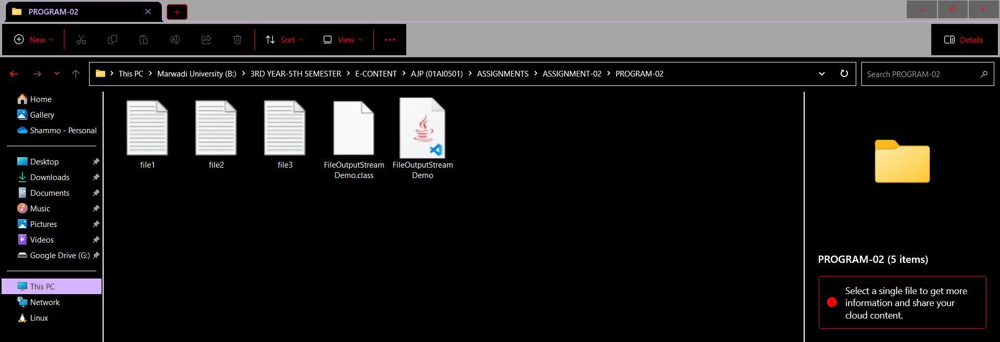 PROGRAM-02
New
Sort
View
Details
This PC
Marwadi University (B:)
3RD YEAR-5TH SEMESTER
E-CONTENT
AJP (01AI0501)
ASSIGNMENTS
ASSIGNMENT-02
PROGRAM-02
Search PROGRAM-02
Home
Gallery
Shammo - Personal
Desktop
Downloads
Documents
Music
Pictures
Videos
Google Drive (G:)
This PC
Network
Linux
file1
file2
file3
FileOutputStream
Demo.class
FileOutputStream
Demo
PROGRAM-02 (5 items)
Select a single file to get more
information and share your
cloud content.